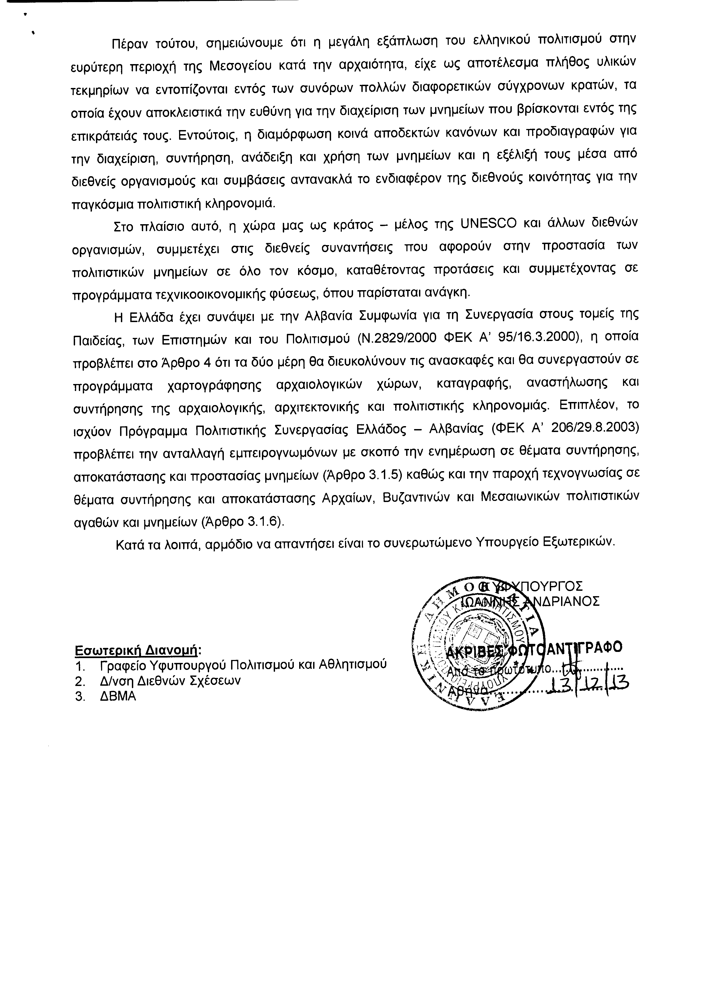 Πέραν τούτου, σημειώνουμε ότι η μεγάλη εξάπλωση του ελληνικού πολιτισμού στην
ευρύτερη περιοχή της Μεσογείου κατά την αρχαιότητα, είχε ως αποτέλεσμα πλήθος υλικών
τεκμηρίων να εντοπίζονται εντός των συνόρων πολλών διαφορετικών σύγχρονων κρατών, τα
οποία έχουν αποκλειστικά την ευθύνη για την διαχείριση των μνημείων που βρίσκονται εντός της
επικράτειάς τους. Εντούτοις, η διαμόρφωση κοινά αποδεκτών κανόνων και προδιαγραφών για
την διαχείριση, συντήρηση, ανάδειξη και χρήση των μνημείων και η εξέλιξή τους μέσα από
διεθνείς οργανισμούς και συμβάσεις αντανακλά το ενδιαφέρον της διεθνούς κοινότητας για την
παγκόσμια πολιτιστική κληρονομιά.
Στο πλαίσιο αυτό, η χώρα μας ως κράτος – μέλος της UNESCO και άλλων διεθνών
οργανισμών, συμμετέχει στις διεθνείς συναντήσεις που αφορούν στην προστασία των
πολιτιστικών μνημείων σε όλο τον κόσμο, καταθέτοντας προτάσεις και συμμετέχοντας σε
προγράμματα τεχνικοοικονομικής φύσεως, όπου παρίσταται ανάγκη.
Η Ελλάδα έχει συνάψει με την Αλβανία Συμφωνία για τη Συνεργασία στους τομείς της
Παιδείας, των Επιστημών και του Πολιτισμού (Ν.2829/2000 ΦΕΚ Α’ 95/16.3.2000), η οποία
προβλέπει στο Άρθρο 4 ότι τα δύο μέρη θα διευκολύνουν τις ανασκαφές και θα συνεργαστούν σε
προγράμματα χαρτογράφησης αρχαιολογικών χώρων, καταγραφής, αναστήλωσης και
συντήρησης της αρχαιολογικής, αρχιτεκτονικής και πολιτιστικής κληρονομιάς. Επιπλέον, το
ισχύον Πρόγραμμα Πολιτιστικής Συνεργασίας Ελλάδος – Αλβανίας (ΦΕΚ Α’ 206/29.8.2003)
προβλέπει την ανταλλαγή εμπειρογνωμόνων με σκοπό την ενημέρωση σε θέματα συντήρησης,
αποκατάστασης και προστασίας μνημείων (Άρθρο 3.1.5) καθώς και την παροχή τεχνογνωσίας σε
θέματα συντήρησης και αποκατάστασης Αρχαίων, Βυζαντινών και Μεσαιωνικών πολιτιστικών
αγαθών και μνημείων (Άρθρο 3.1.6).
Κατά τα λοιπά, αρμόδιο να απαντήσει είναι το συνερωτώμενο Υπουργείο Εξωτερικών.
Ο ΥΦΥΠΟΥΡΓΟΣ
ΙΩΑΝΝΗΣ ΑΝΔΡΙΑΝΟΣ
ΕΛΛΗΝΙΚΗ ΔΗΜΟΚΡΑΤΙΑ
ΥΠΟΥΡΓΕΙΟ ΠΟΛΙΤΙΣΜΟΥ ΚΑΙ ΑΘΛΗΤΙΣΜΟΥ
ΑΚΡΙΒΕΣ ΦΩΤΟΑΝΤΙΓΡΑΦΟ
Από το πρωτότυπο
Αθήνα 13/12/13
Εσωτερική Διανομή:
1. Γραφείο Υφυπουργού Πολιτισμού και Αθλητισμού
2. Δ/νση Διεθνών Σχέσεων
3. ΔΒΜΑ